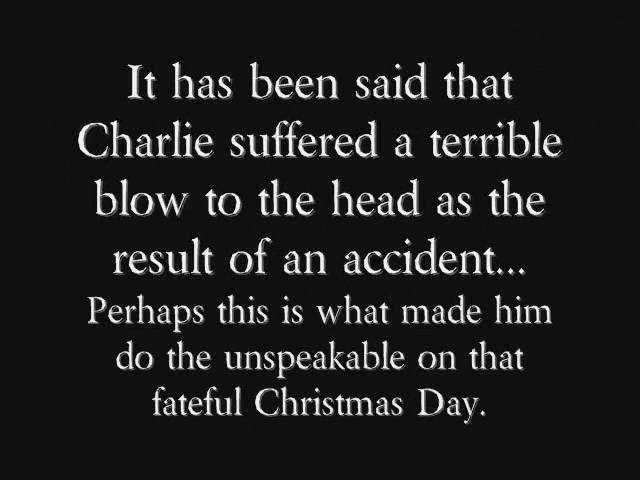 It has been said that
Charlie suffered a terrible
blow to the head as the
result of an accident...
Perhaps this is what made him
do the unspeakable on that
fateful Christmas Day.